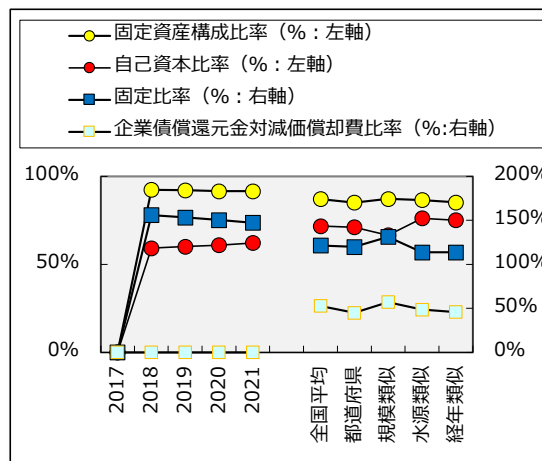 固定資産構成比率（%：左軸）
自己資本比率（%：左軸）
固定比率（%：右軸）
企業債償還元金対減価償却費比率（%:右軸）
100%
50%
0%
200%
150%
100%
50%
0%
2017
2018
2019
2020
2021
全国平均
都道府県
規模類似
水源類似
経年類似